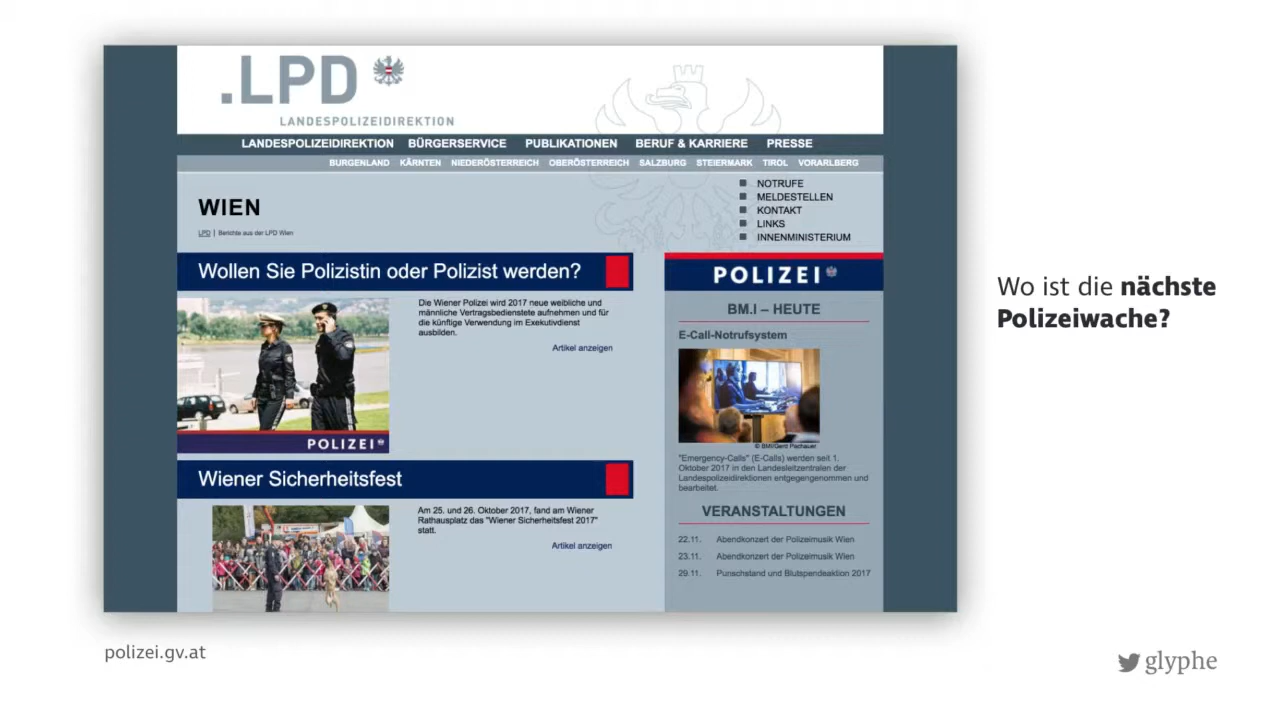 .LPD
LANDESPOLIZEIDIREKTION
LANDESPOLIZEIDIREKTION BÜRGERSERVICE PUBLIKATIONEN BERUF & KARRIERE PRESSE
BURGENLAND KÄRNTEN NIEDERÖSTERREICH OBERÖSTERREICH SALZBURG STEIERMARK TIROL VORARLBERG
WIEN
LPD | Berichte aus der LPD Wien
NOTRUFE
MELDESTELLEN
KONTAKT
LINKS
INNENMINISTERIUM
Wollen Sie Polizistin oder Polizist werden?
Die Wiener Polizei wird 2017 neue weibliche und
männliche Vertragsbedienstete aufnehmen und für
die künftige Verwendung im Exekutivdienst
ausbilden.
Artikel anzeigen
POLIZEI
Wiener Sicherheitsfest
Am 25. und 26. Oktober 2017, fand am Wiener
Rathausplatz das "Wiener Sicherheitsfest 2017"
statt.
Artikel anzeigen
POLIZEI
BM.I – HEUTE
E-Call-Notrufsystem
© BMI/Gerd Pachauer
"Emergency-Calls" (E-Calls) werden seit 1.
Oktober 2017 in den Landesleitzentralen der
Landespolizeidirektionen entgegengenommen und
bearbeitet.
VERANSTALTUNGEN
22.11. Abendkonzert der Polizeimusik Wien
23.11. Abendkonzert der Polizeimusik Wien
29.11. Punschstand und Blutspendeaktion 2017
Wo ist die nächste
Polizeiwache?
polizei.gv.at
glyphe